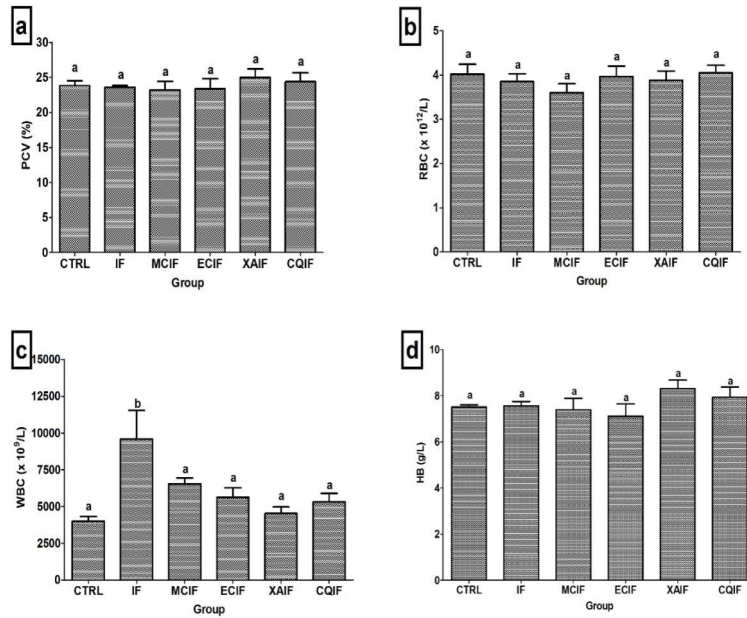 a
30
25
20
15
10
5
0
PCV (%)
a a a a a a
CTRL IF MCIF ECIF XAIF CQIF
Group
b
5
4
3
2
1
0
RBC (x 10¹²/L)
a a a a a a
CTRL IF MCIF ECIF XAIF CQIF
Group
c
15000
12500
10000
7500
5000
2500
0
WBC (x 10⁹/L)
a b a a a a
CTRL IF MCIF ECIF XAIF CQIF
Group
d
10
8
6
4
2
0
HB (g/L)
a a a a a a
CTRL IF MCIF ECIF XAIF CQIF
Group